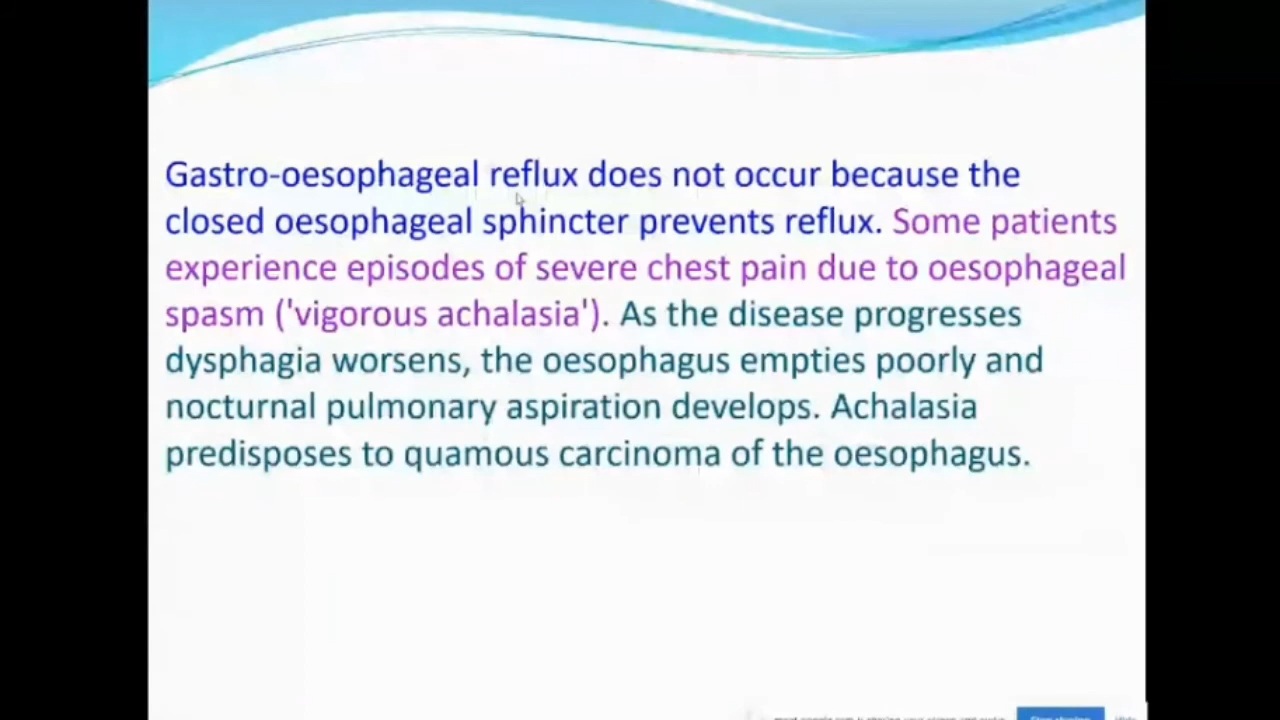 Gastro-oesophageal reflux does not occur because the
closed oesophageal sphincter prevents reflux. Some patients
experience episodes of severe chest pain due to oesophageal
spasm ('vigorous achalasia'). As the disease progresses
dysphagia worsens, the oesophagus empties poorly and
nocturnal pulmonary aspiration develops. Achalasia
predisposes to quamous carcinoma of the oesophagus.